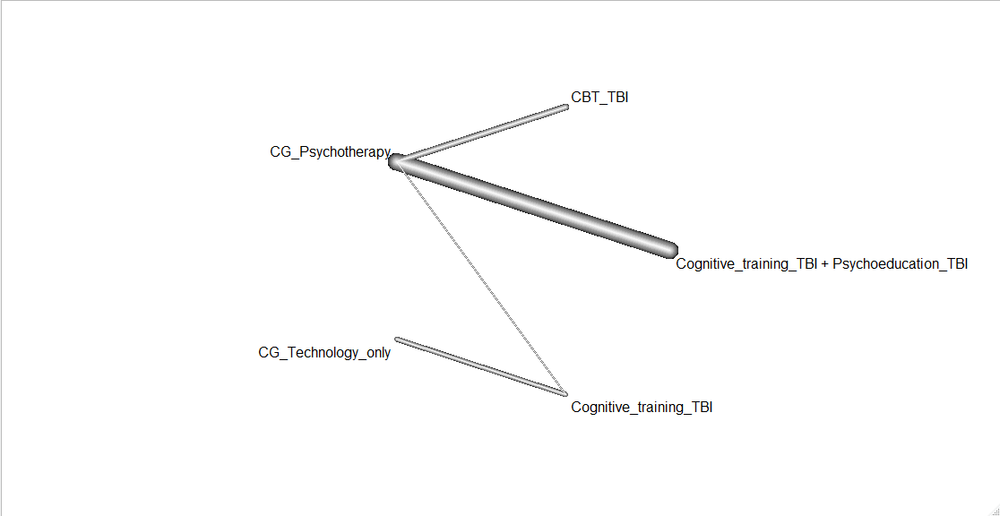 CBT_TBI
CG_Psychotherapy
Cognitive_training_TBI + Psychoeducation_TBI
CG_Technology_only
Cognitive_training_TBI